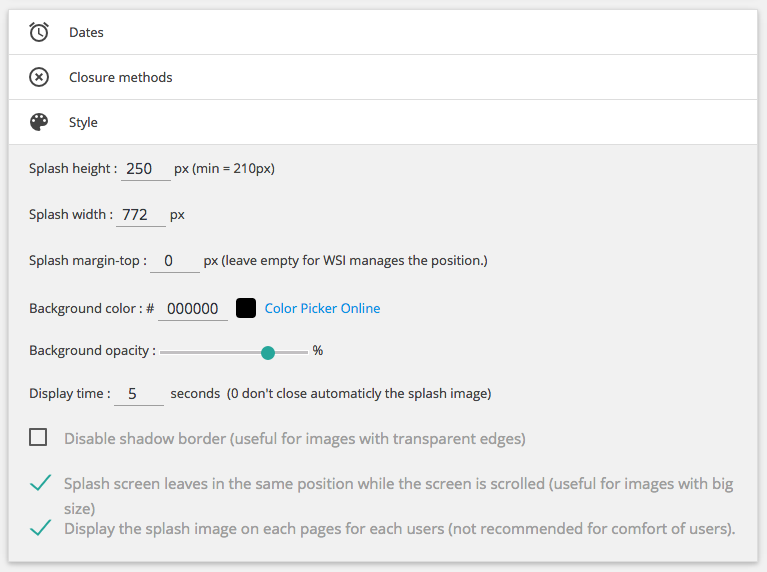 Dates
Closure methods
Style
Splash height : 250 px (min = 210px)
Splash width : 772 px
Splash margin-top : 0 px (leave empty for WSI manages the position.)
Background color : # 000000 Color Picker Online
Background opacity : %
Display time : 5 seconds (0 don't close automaticly the splash image)
Disable shadow border (useful for images with transparent edges)
Splash screen leaves in the same position while the screen is scrolled (useful for images with big
size)
Display the splash image on each pages for each users (not recommended for comfort of users).